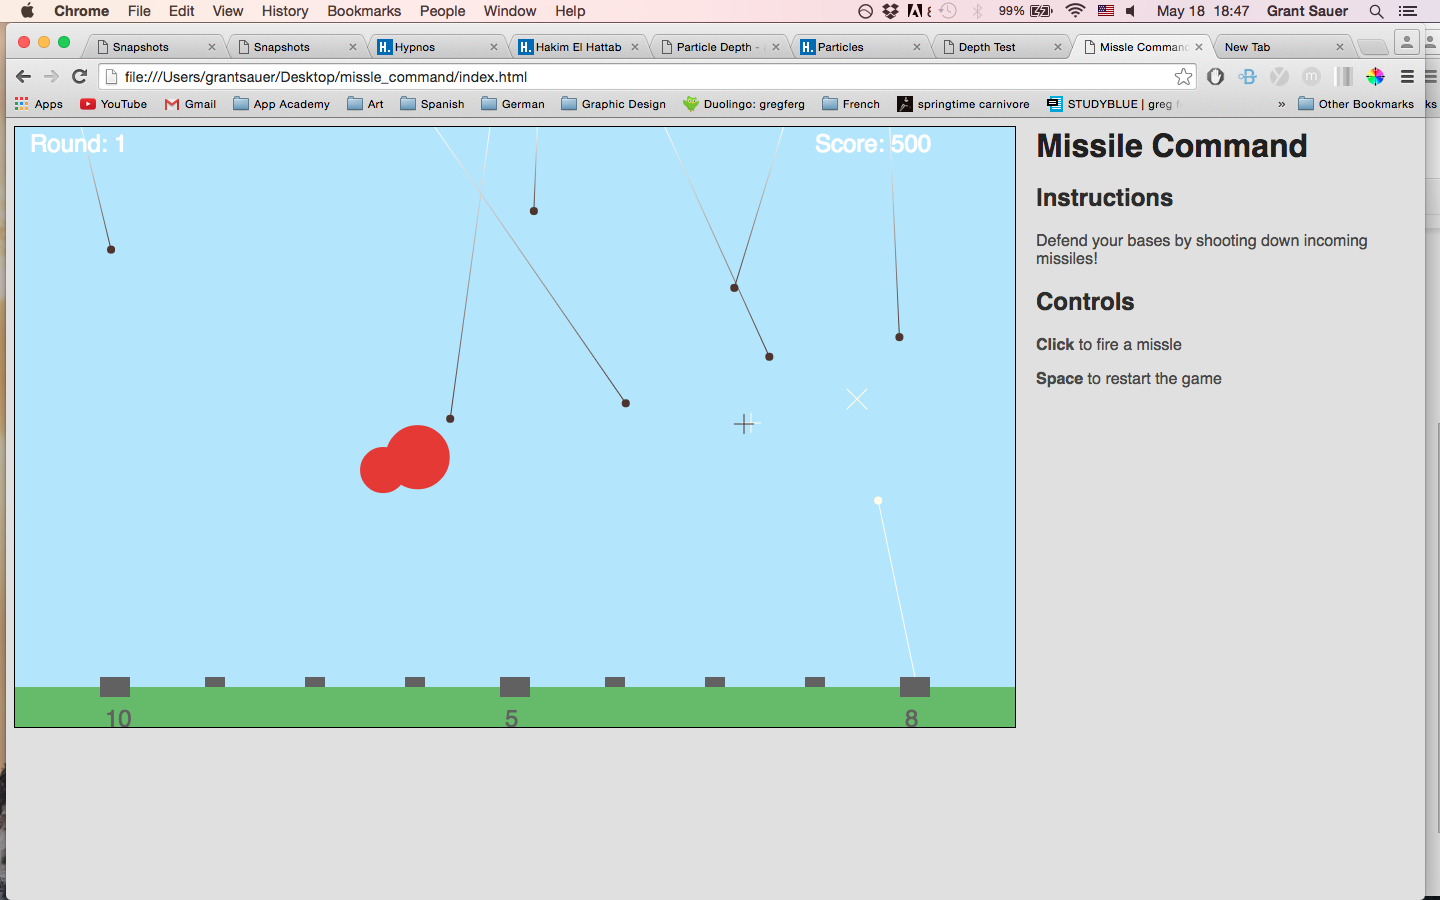 Chrome File Edit View History Bookmarks People Window Help 8 99% May 18 18:47 Grant Sauer
Snapshots Snapshots H. Hypnos H. Hakim El Hattab Particle Depth - H. Particles Depth Test Missle Comman New Tab
file:///Users/grantsauer/Desktop/missle_command/index.html
Apps YouTube Gmail App Academy Art Spanish German Graphic Design Duolingo: gregferg French springtime carnivore STUDYBLUE | greg f » Other Bookmarks ks
Round: 1 Score: 500
Missile Command
Instructions
Defend your bases by shooting down incoming
missiles!
Controls
Click to fire a missle
Space to restart the game
10 5 8